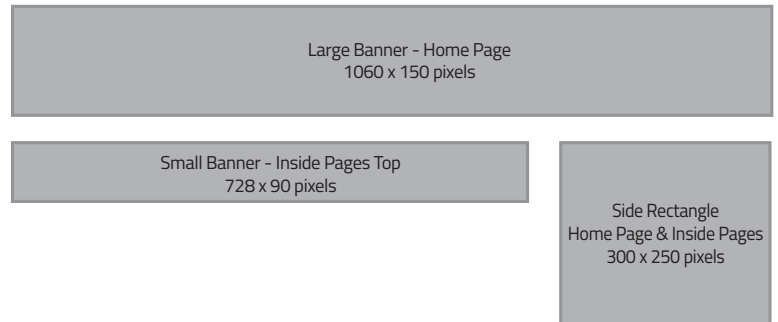 Large Banner - Home Page
1060 x 150 pixels
Small Banner - Inside Pages Top
728 x 90 pixels
Side Rectangle
Home Page & Inside Pages
300 x 250 pixels